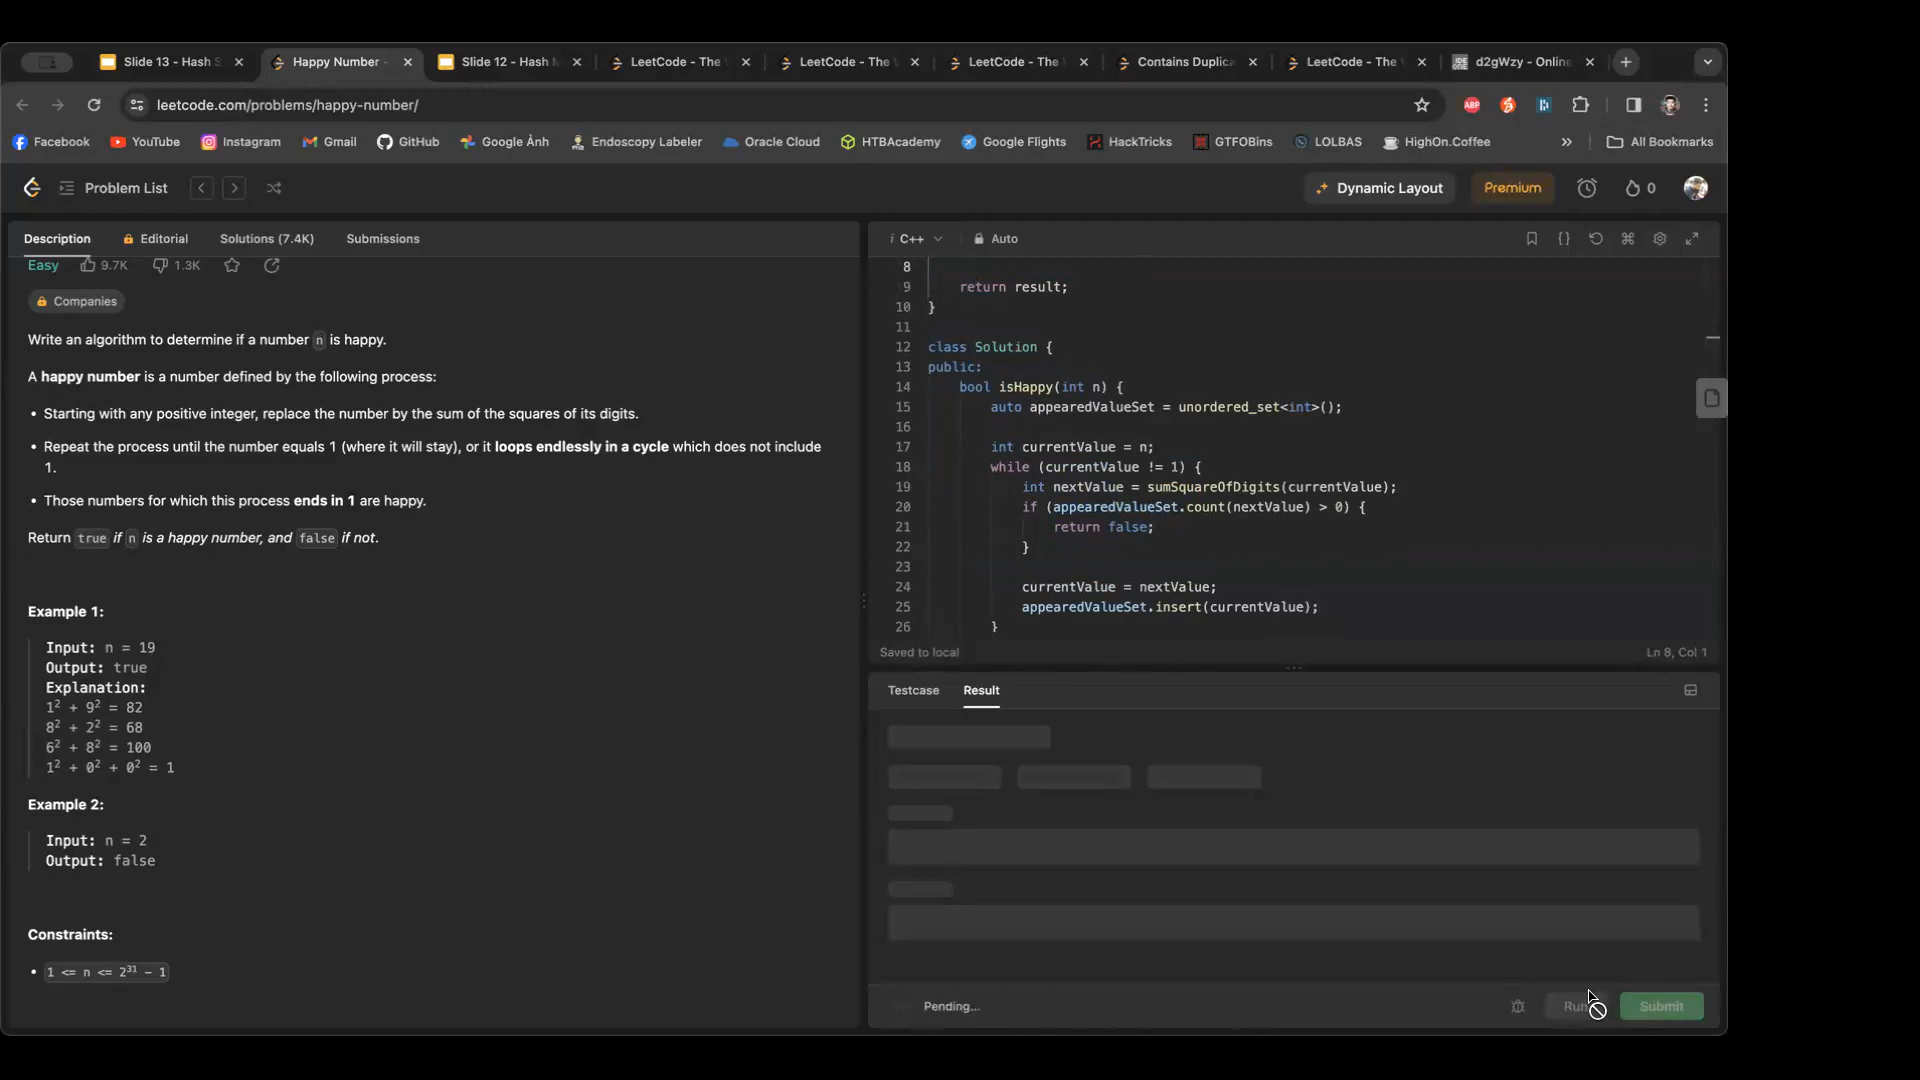 Slide 13 - Hash S
Happy Number -
Slide 12 - Hash M
LeetCode - The
LeetCode - The
LeetCode - The
Contains Duplica
LeetCode - The
d2gWzy - Online
leetcode.com/problems/happy-number/
ABP
Facebook
YouTube
Instagram
Gmail
GitHub
Google Ảnh
Endoscopy Labeler
Oracle Cloud
HTBAcademy
Google Flights
HackTricks
GTFOBins
LOLBAS
HighOn.Coffee
»
All Bookmarks
Problem List
Dynamic Layout
Premium
0
Description
Editorial
Solutions (7.4K)
Submissions
Easy 9.7K 1.3K
Companies
Write an algorithm to determine if a number n is happy.
A happy number is a number defined by the following process:
• Starting with any positive integer, replace the number by the sum of the squares of its digits.
• Repeat the process until the number equals 1 (where it will stay), or it loops endlessly in a cycle which does not include
1.
• Those numbers for which this process ends in 1 are happy.
Return true if n is a happy number, and false if not.
Example 1:
Input: n = 19
Output: true
Explanation:
1² + 9² = 82
8² + 2² = 68
6² + 8² = 100
1² + 0² + 0² = 1
Example 2:
Input: n = 2
Output: false
Constraints:
• 1 <= n <= 2³¹ - 1
i C++
Auto
{}
8
9 return result;
10 }
11
12 class Solution {
13 public:
14 bool isHappy(int n) {
15 auto appearedValueSet = unordered_set<int>();
16
17 int currentValue = n;
18 while (currentValue != 1) {
19 int nextValue = sumSquareOfDigits(currentValue);
20 if (appearedValueSet.count(nextValue) > 0) {
21 return false;
22 }
23
24 currentValue = nextValue;
25 appearedValueSet.insert(currentValue);
26 }
Saved to local
Ln 8, Col 1
Testcase
Result
Pending...
Run
Submit